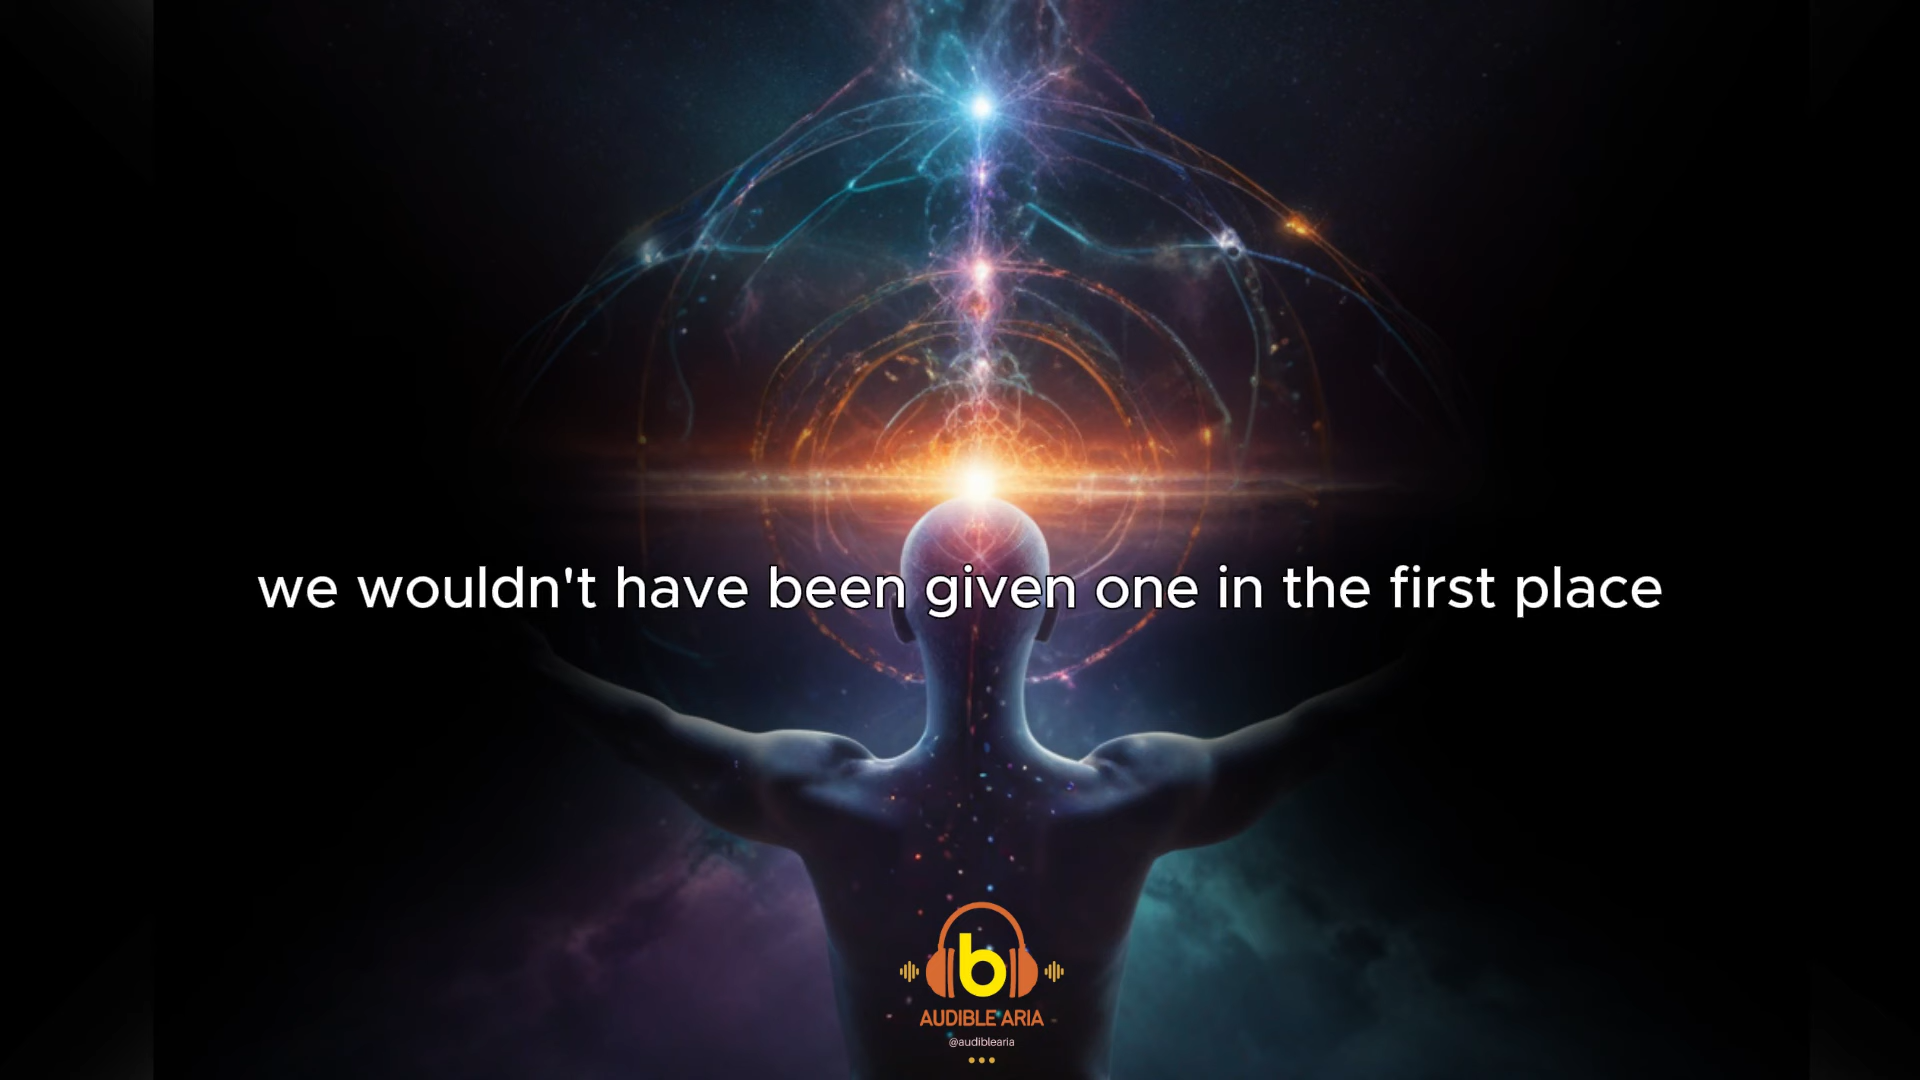 we wouldn't have been given one in the first place
b
AUDIBLE ARIA
@audiblearia